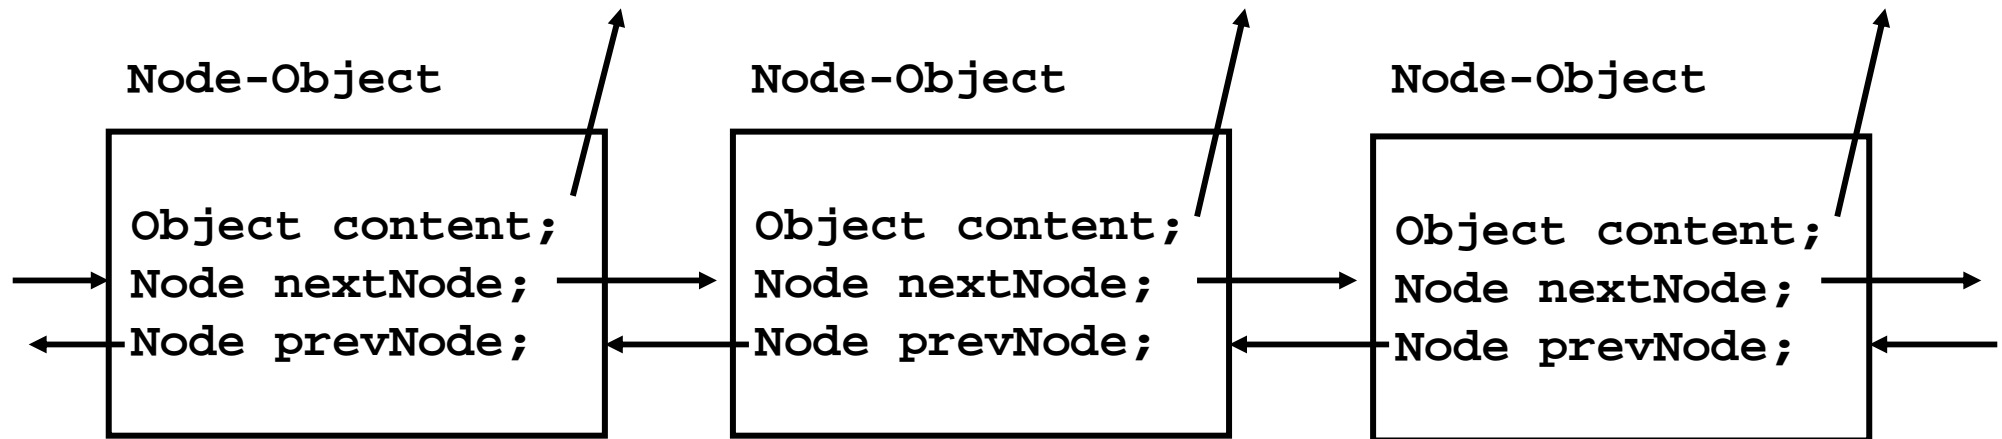 Node-Object
Object content;
Node nextNode;
Node prevNode;
Node-Object
Object content;
Node nextNode;
Node prevNode;
Node-Object
Object content;
Node nextNode;
Node prevNode;